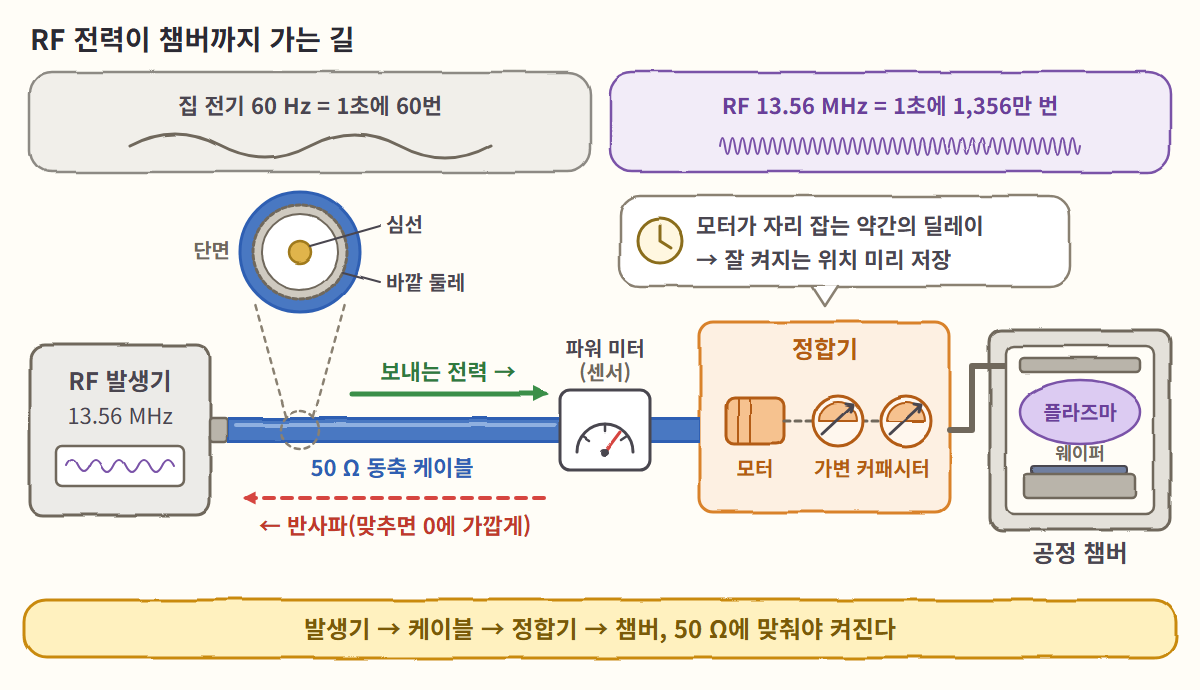 RF 전력이 챔버까지 가는 길
집 전기 60 Hz = 1초에 60번
RF 13.56 MHz = 1초에 1,356만 번
단면
심선
바깥 둘레
모터가 자리 잡는 약간의 딜레이
→ 잘 켜지는 위치 미리 저장
RF 발생기
13.56 MHz
보내는 전력 →
파워 미터
(센서)
50 Ω 동축 케이블
← 반사파(맞추면 0에 가깝게)
정합기
모터
가변 커패시터
플라즈마
웨이퍼
공정 챔버
발생기 → 케이블 → 정합기 → 챔버, 50 Ω에 맞춰야 켜진다